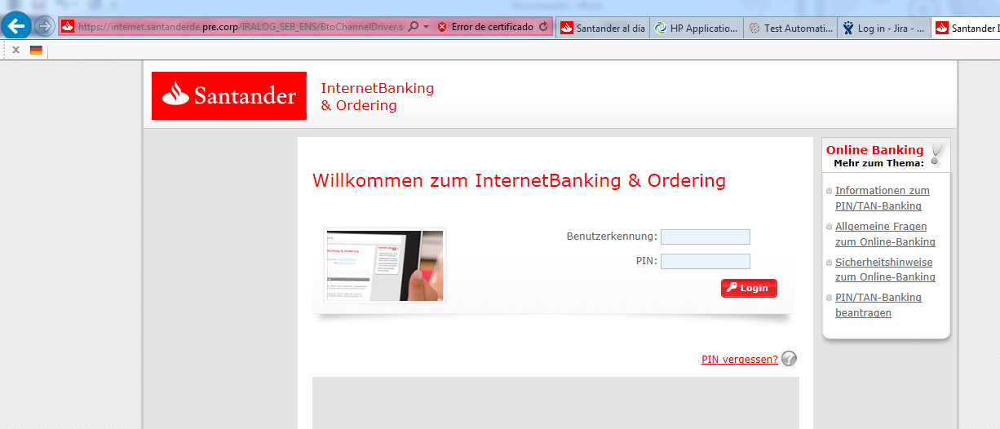 Document1 - Word
https://internet.santanderde.pre.corp/IRALOG_SEB_ENS/BtoChannelDriver.s
Error de certificado
Santander al día
HP Applicatio...
Test Automati...
Log in - Jira - ...
Santander I
Santander
InternetBanking
& Ordering
Willkommen zum InternetBanking & Ordering
Benutzerkennung:
PIN:
Login
PIN vergessen?
Online Banking
Mehr zum Thema:
Informationen zum
PIN/TAN-Banking
Allgemeine Fragen
zum Online-Banking
Sicherheitshinweise
zum Online-Banking
PIN/TAN-Banking
beantragen